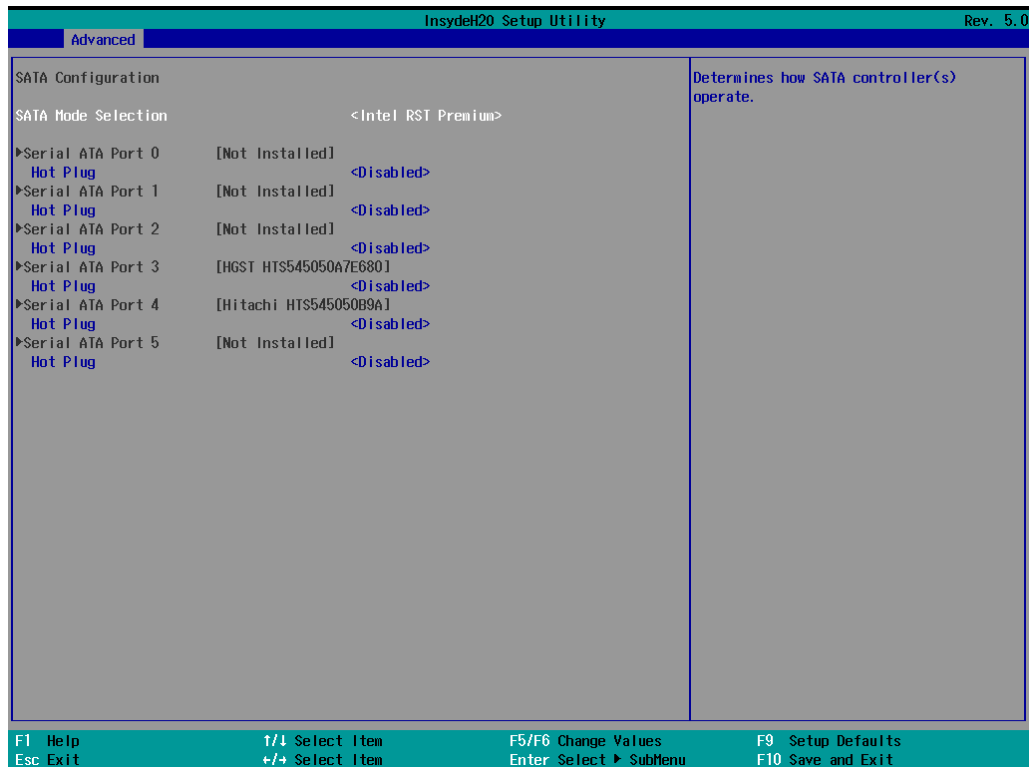 InsydeH20 Setup Utility Rev. 5.0
Advanced
SATA Configuration
Determines how SATA controller(s)
operate.
SATA Mode Selection <Intel RST Premium>
▶Serial ATA Port 0 [Not Installed]
Hot Plug <Disabled>
▶Serial ATA Port 1 [Not Installed]
Hot Plug <Disabled>
▶Serial ATA Port 2 [Not Installed]
Hot Plug <Disabled>
▶Serial ATA Port 3 [HGST HTS545050A7E680]
Hot Plug <Disabled>
▶Serial ATA Port 4 [Hitachi HTS545050B9A]
Hot Plug <Disabled>
▶Serial ATA Port 5 [Not Installed]
Hot Plug <Disabled>
F1 Help ↑/↓ Select Item F5/F6 Change Values F9 Setup Defaults
Esc Exit ←/→ Select Item Enter Select ▶ SubMenu F10 Save and Exit